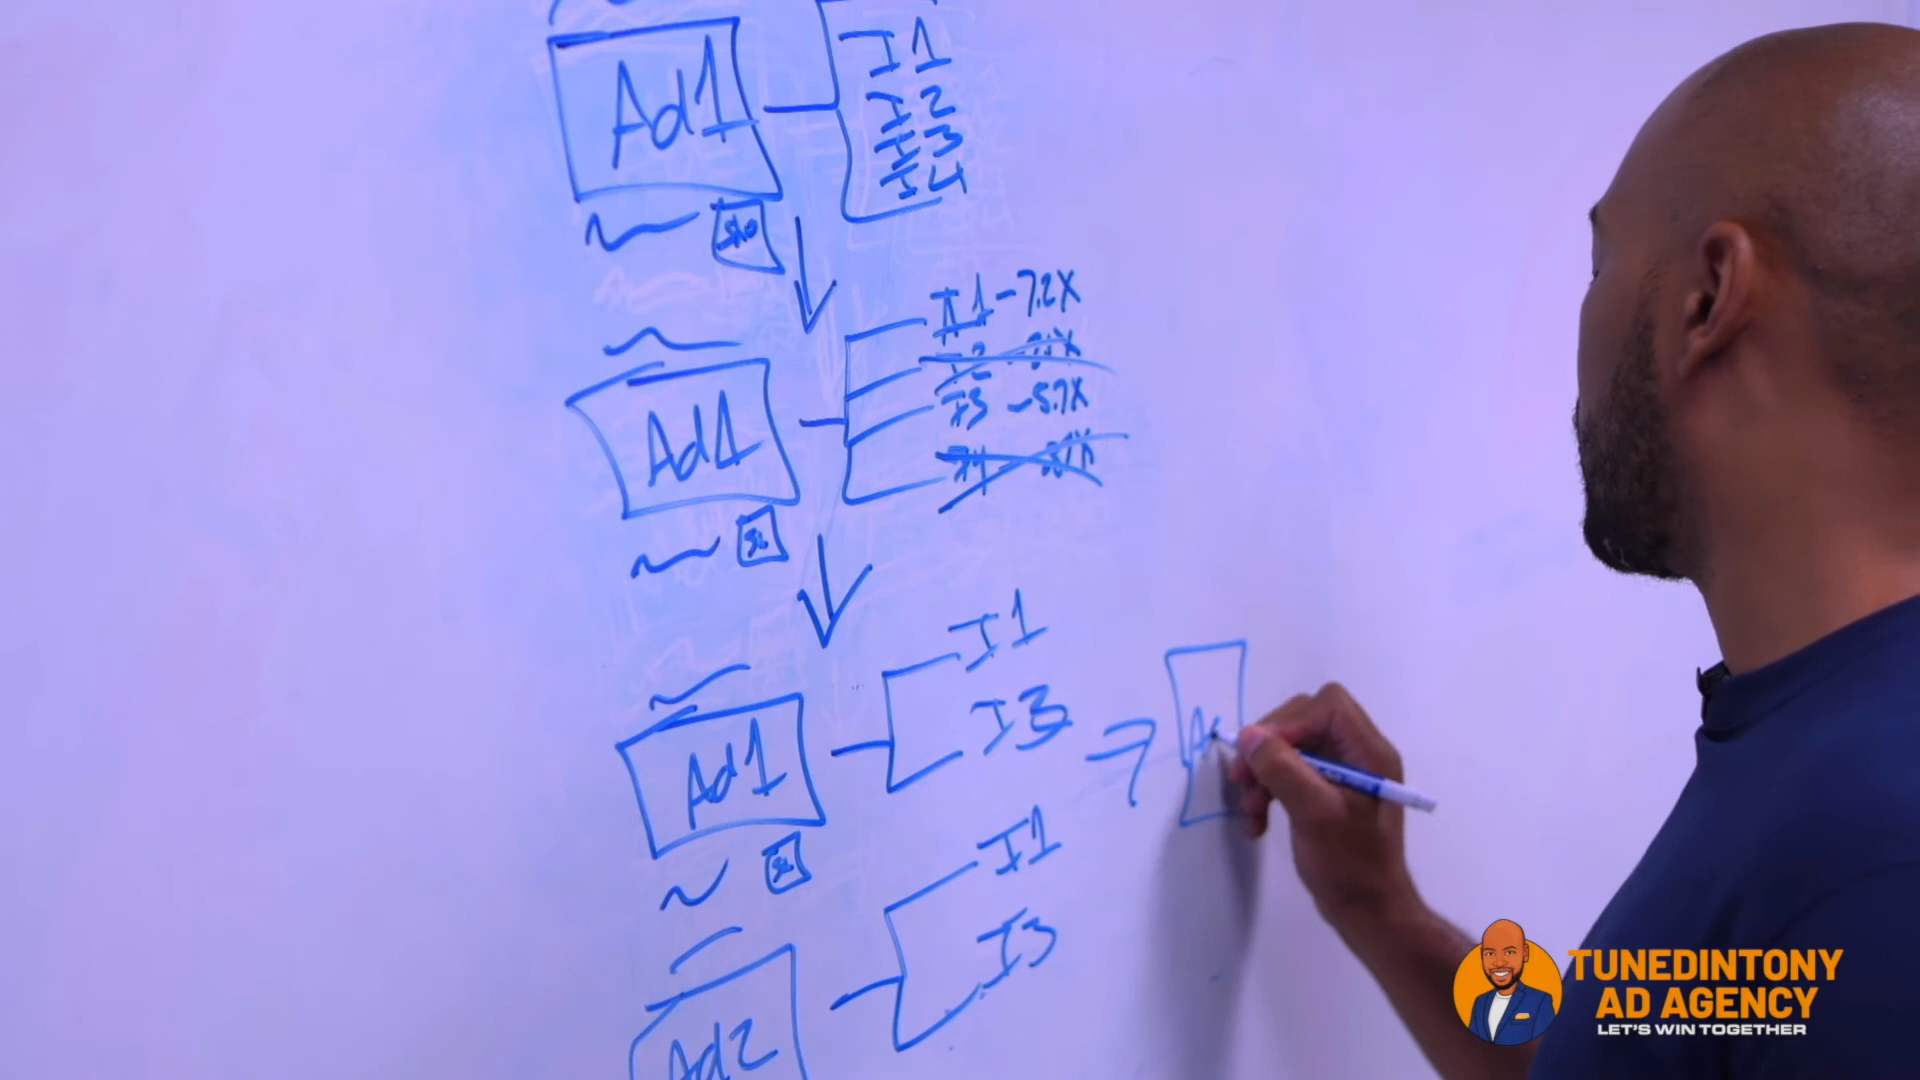 Ad1
I1
I2
I3
I4
I1 - 7.2X
I3 - 5.7X
Ad1
I1
I3
Ad1
I1
I3
Ad2
TUNEDINTONY
AD AGENCY
LET'S WIN TOGETHER